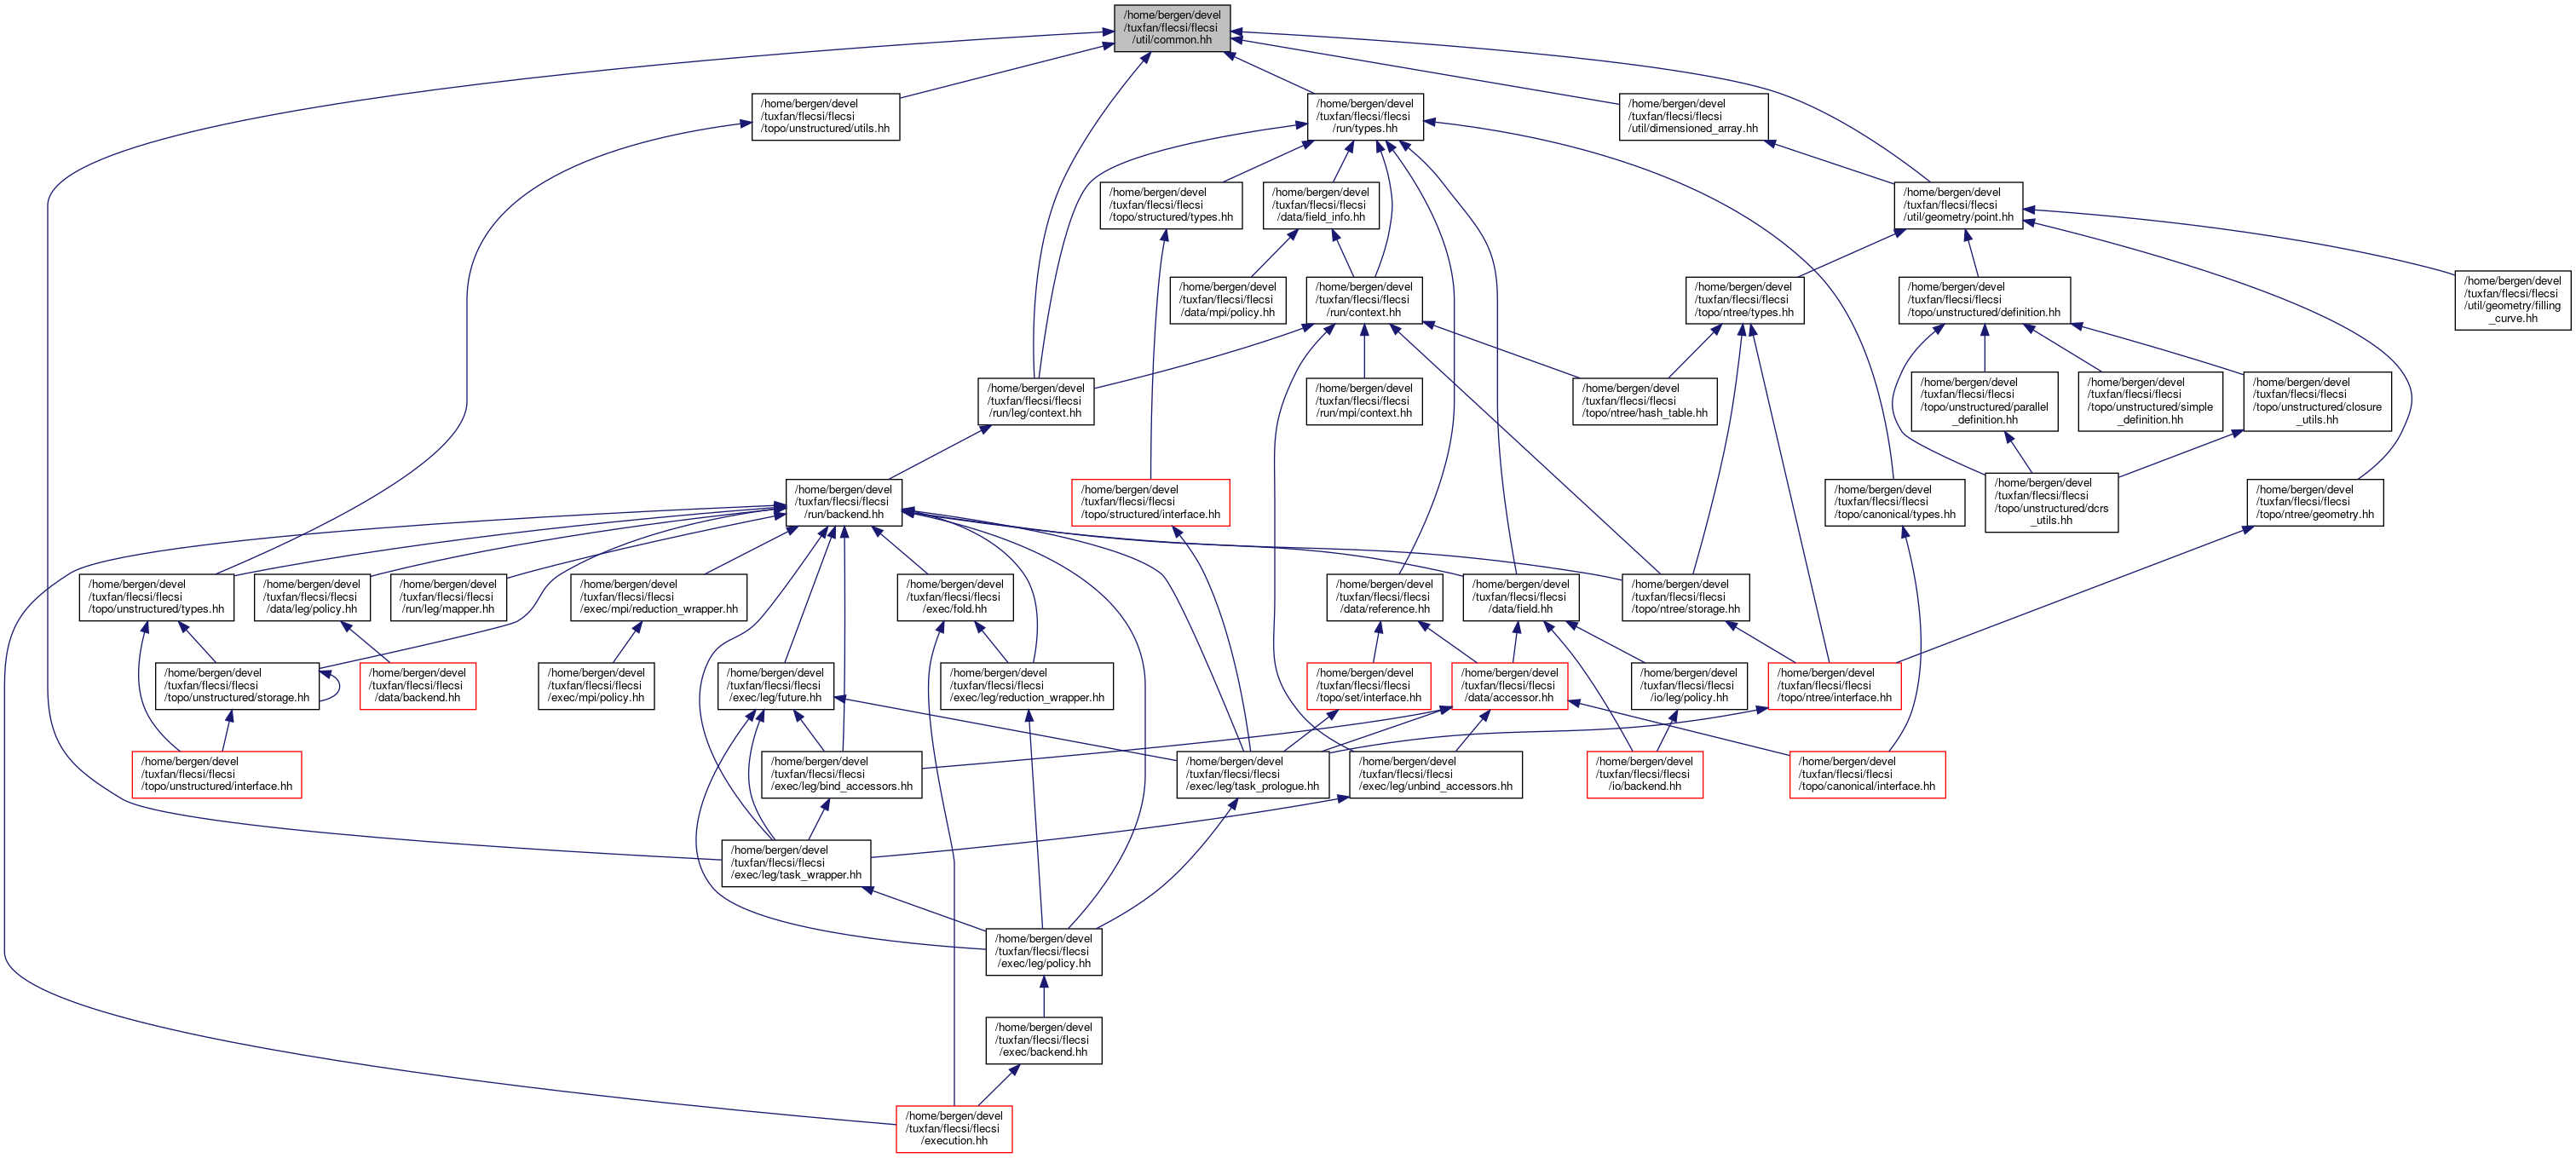 /home/bergen/devel
/tuxfan/flecsi/flecsi
/util/common.hh
/home/bergen/devel
/tuxfan/flecsi/flecsi
/topo/unstructured/utils.hh
/home/bergen/devel
/tuxfan/flecsi/flecsi
/run/types.hh
/home/bergen/devel
/tuxfan/flecsi/flecsi
/util/dimensioned_array.hh
/home/bergen/devel
/tuxfan/flecsi/flecsi
/topo/structured/types.hh
/home/bergen/devel
/tuxfan/flecsi/flecsi
/data/field_info.hh
/home/bergen/devel
/tuxfan/flecsi/flecsi
/util/geometry/point.hh
/home/bergen/devel
/tuxfan/flecsi/flecsi
/data/mpi/policy.hh
/home/bergen/devel
/tuxfan/flecsi/flecsi
/run/context.hh
/home/bergen/devel
/tuxfan/flecsi/flecsi
/topo/ntree/types.hh
/home/bergen/devel
/tuxfan/flecsi/flecsi
/topo/unstructured/definition.hh
/home/bergen/devel
/tuxfan/flecsi/flecsi
/util/geometry/filling
_curve.hh
/home/bergen/devel
/tuxfan/flecsi/flecsi
/run/leg/context.hh
/home/bergen/devel
/tuxfan/flecsi/flecsi
/run/mpi/context.hh
/home/bergen/devel
/tuxfan/flecsi/flecsi
/topo/ntree/hash_table.hh
/home/bergen/devel
/tuxfan/flecsi/flecsi
/topo/unstructured/parallel
_definition.hh
/home/bergen/devel
/tuxfan/flecsi/flecsi
/topo/unstructured/simple
_definition.hh
/home/bergen/devel
/tuxfan/flecsi/flecsi
/topo/unstructured/closure
_utils.hh
/home/bergen/devel
/tuxfan/flecsi/flecsi
/run/backend.hh
/home/bergen/devel
/tuxfan/flecsi/flecsi
/topo/structured/interface.hh
/home/bergen/devel
/tuxfan/flecsi/flecsi
/topo/canonical/types.hh
/home/bergen/devel
/tuxfan/flecsi/flecsi
/topo/unstructured/dcrs
_utils.hh
/home/bergen/devel
/tuxfan/flecsi/flecsi
/topo/ntree/geometry.hh
/home/bergen/devel
/tuxfan/flecsi/flecsi
/topo/unstructured/types.hh
/home/bergen/devel
/tuxfan/flecsi/flecsi
/data/leg/policy.hh
/home/bergen/devel
/tuxfan/flecsi/flecsi
/run/leg/mapper.hh
/home/bergen/devel
/tuxfan/flecsi/flecsi
/exec/mpi/reduction_wrapper.hh
/home/bergen/devel
/tuxfan/flecsi/flecsi
/exec/fold.hh
/home/bergen/devel
/tuxfan/flecsi/flecsi
/data/reference.hh
/home/bergen/devel
/tuxfan/flecsi/flecsi
/data/field.hh
/home/bergen/devel
/tuxfan/flecsi/flecsi
/topo/ntree/storage.hh
/home/bergen/devel
/tuxfan/flecsi/flecsi
/topo/unstructured/storage.hh
/home/bergen/devel
/tuxfan/flecsi/flecsi
/data/backend.hh
/home/bergen/devel
/tuxfan/flecsi/flecsi
/exec/mpi/policy.hh
/home/bergen/devel
/tuxfan/flecsi/flecsi
/exec/leg/future.hh
/home/bergen/devel
/tuxfan/flecsi/flecsi
/exec/leg/reduction_wrapper.hh
/home/bergen/devel
/tuxfan/flecsi/flecsi
/topo/set/interface.hh
/home/bergen/devel
/tuxfan/flecsi/flecsi
/data/accessor.hh
/home/bergen/devel
/tuxfan/flecsi/flecsi
/io/leg/policy.hh
/home/bergen/devel
/tuxfan/flecsi/flecsi
/topo/ntree/interface.hh
/home/bergen/devel
/tuxfan/flecsi/flecsi
/topo/unstructured/interface.hh
/home/bergen/devel
/tuxfan/flecsi/flecsi
/exec/leg/bind_accessors.hh
/home/bergen/devel
/tuxfan/flecsi/flecsi
/exec/leg/task_prologue.hh
/home/bergen/devel
/tuxfan/flecsi/flecsi
/exec/leg/unbind_accessors.hh
/home/bergen/devel
/tuxfan/flecsi/flecsi
/io/backend.hh
/home/bergen/devel
/tuxfan/flecsi/flecsi
/topo/canonical/interface.hh
/home/bergen/devel
/tuxfan/flecsi/flecsi
/exec/leg/task_wrapper.hh
/home/bergen/devel
/tuxfan/flecsi/flecsi
/exec/leg/policy.hh
/home/bergen/devel
/tuxfan/flecsi/flecsi
/exec/backend.hh
/home/bergen/devel
/tuxfan/flecsi/flecsi
/execution.hh